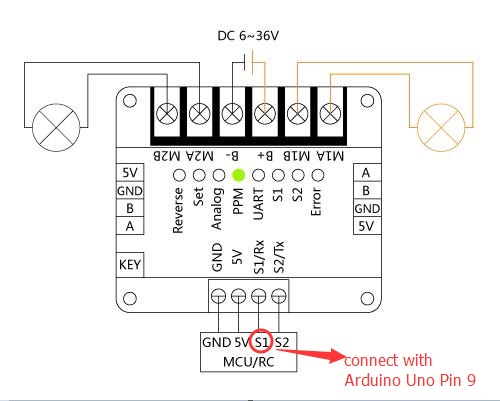 DC 6~36V
M2B M2A B- B+ M1B M1A
5V
GND
B
A
KEY
Reverse
Set
Analog
PPM
UART
S1
S2
Error
A
B
GND
5V
GND
5V
S1/Rx
S2/Tx
GND 5V S1 S2
MCU/RC
connect with
Arduino Uno Pin 9